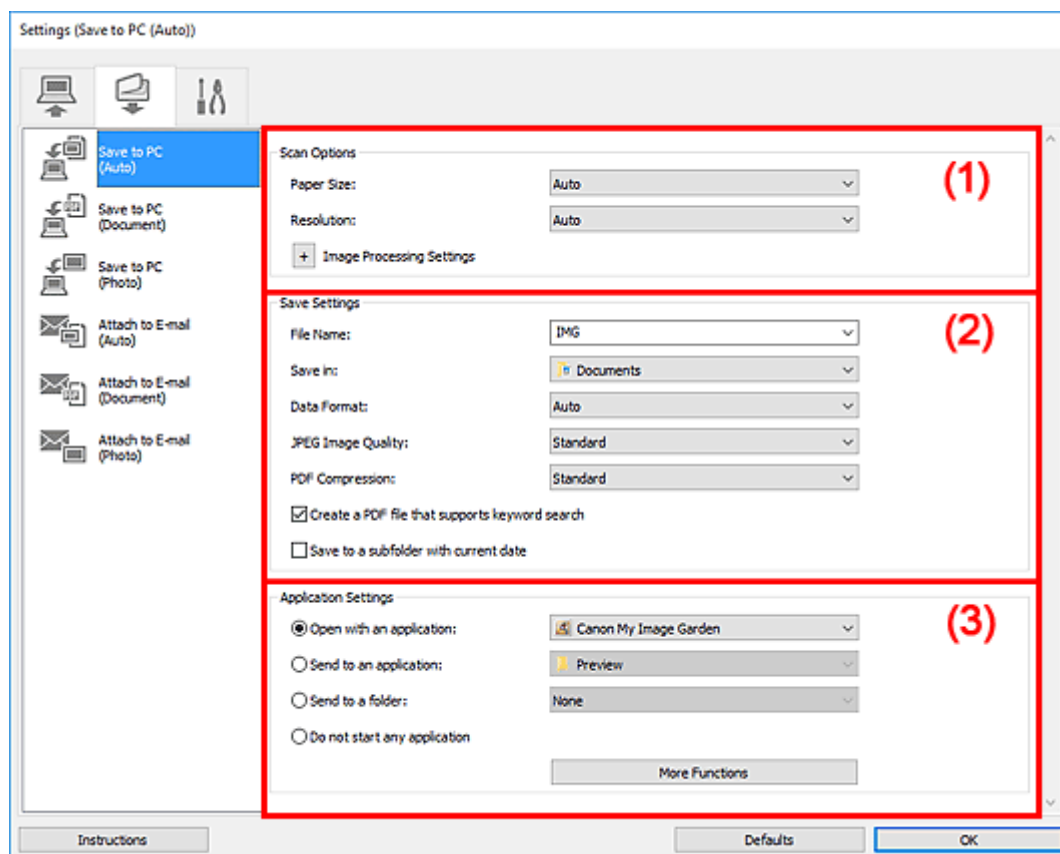 Settings (Save to PC (Auto))
Save to PC
(Auto)
Save to PC
(Document)
Save to PC
(Photo)
Attach to E-mail
(Auto)
Attach to E-mail
(Document)
Attach to E-mail
(Photo)
Scan Options
(1)
Paper Size: Auto
Resolution: Auto
+ Image Processing Settings
Save Settings
(2)
File Name: IMG
Save in: Documents
Data Format: Auto
JPEG Image Quality: Standard
PDF Compression: Standard
Create a PDF file that supports keyword search
Save to a subfolder with current date
Application Settings
(3)
Open with an application: Canon My Image Garden
Send to an application: Preview
Send to a folder: None
Do not start any application
More Functions
Instructions Defaults OK